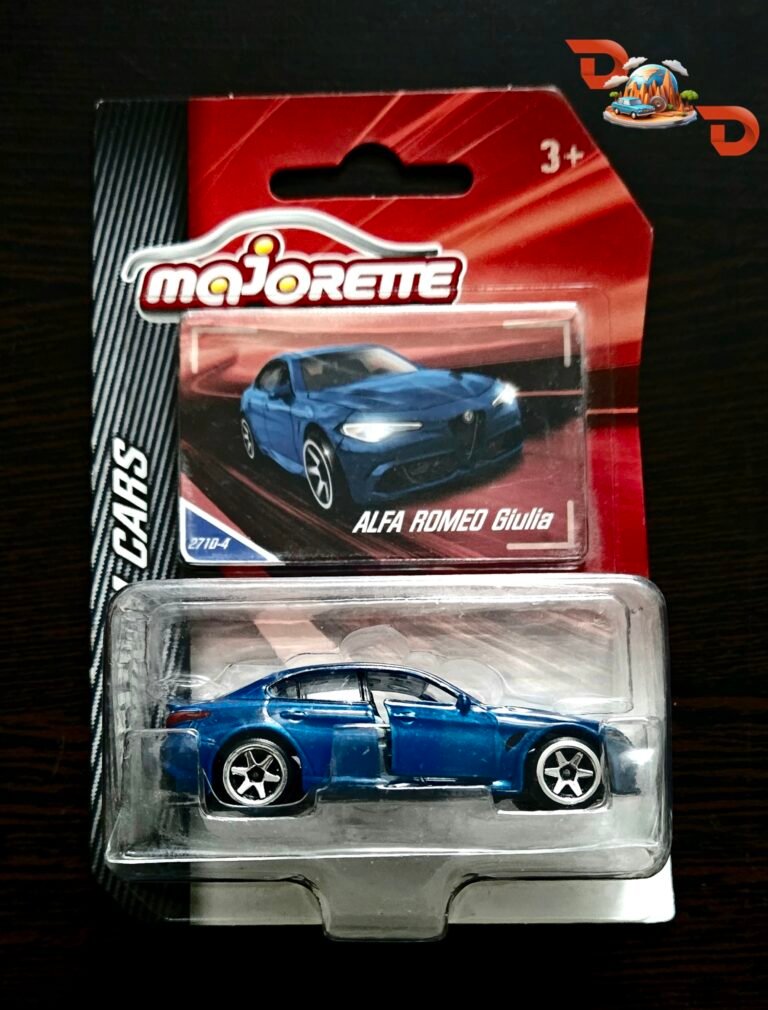 D
D
3+
majORETTE
ALFA ROMEO Giulia
2710-4
CARS